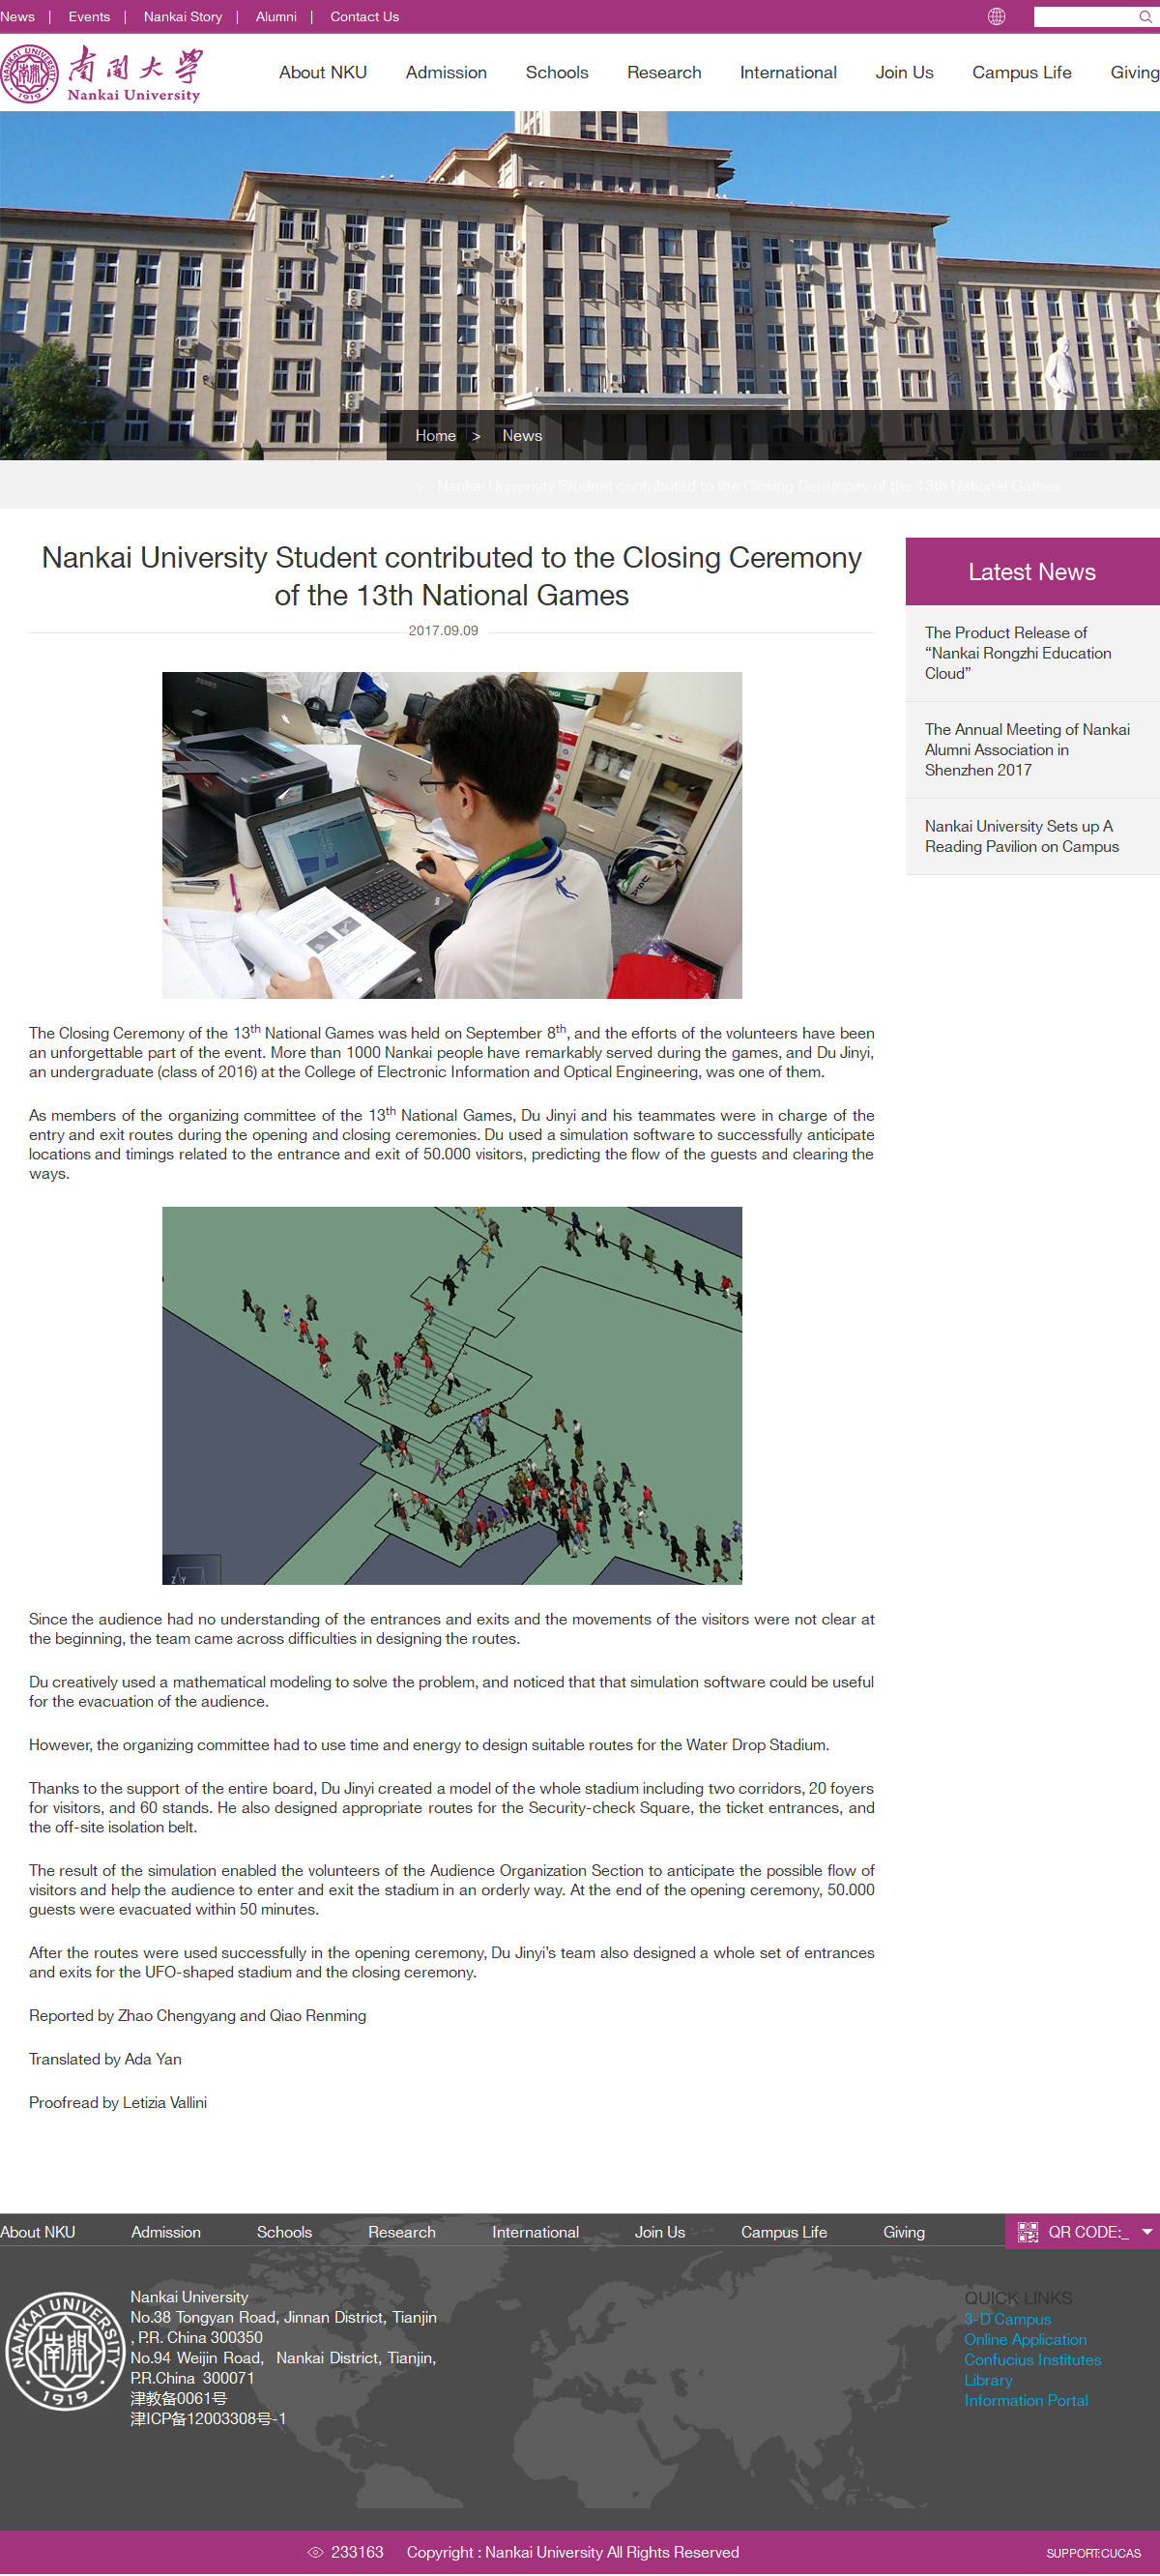 News | Events | Nankai Story | Alumni | Contact Us
南開大學
Nankai University
NANKAI UNIVERSITY
1919
About NKU Admission Schools Research International Join Us Campus Life Giving
Home > News
> Nankai University Student contributed to the Closing Ceremony of the 13th National Games
Nankai University Student contributed to the Closing Ceremony
of the 13th National Games
2017.09.09
Latest News
The Product Release of
“Nankai Rongzhi Education
Cloud”
The Annual Meeting of Nankai
Alumni Association in
Shenzhen 2017
Nankai University Sets up A
Reading Pavilion on Campus
The Closing Ceremony of the 13th National Games was held on September 8th, and the efforts of the volunteers have been
an unforgettable part of the event. More than 1000 Nankai people have remarkably served during the games, and Du Jinyi,
an undergraduate (class of 2016) at the College of Electronic Information and Optical Engineering, was one of them.
As members of the organizing committee of the 13th National Games, Du Jinyi and his teammates were in charge of the
entry and exit routes during the opening and closing ceremonies. Du used a simulation software to successfully anticipate
locations and timings related to the entrance and exit of 50.000 visitors, predicting the flow of the guests and clearing the
ways.
Z Y
Since the audience had no understanding of the entrances and exits and the movements of the visitors were not clear at
the beginning, the team came across difficulties in designing the routes.
Du creatively used a mathematical modeling to solve the problem, and noticed that that simulation software could be useful
for the evacuation of the audience.
However, the organizing committee had to use time and energy to design suitable routes for the Water Drop Stadium.
Thanks to the support of the entire board, Du Jinyi created a model of the whole stadium including two corridors, 20 foyers
for visitors, and 60 stands. He also designed appropriate routes for the Security-check Square, the ticket entrances, and
the off-site isolation belt.
The result of the simulation enabled the volunteers of the Audience Organization Section to anticipate the possible flow of
visitors and help the audience to enter and exit the stadium in an orderly way. At the end of the opening ceremony, 50.000
guests were evacuated within 50 minutes.
After the routes were used successfully in the opening ceremony, Du Jinyi’s team also designed a whole set of entrances
and exits for the UFO-shaped stadium and the closing ceremony.
Reported by Zhao Chengyang and Qiao Renming
Translated by Ada Yan
Proofread by Letizia Vallini
About NKU Admission Schools Research International Join Us Campus Life Giving
QR CODE:_
NANKAI UNIVERSITY
1919
Nankai University
No.38 Tongyan Road, Jinnan District, Tianjin
, P.R. China 300350
No.94 Weijin Road, Nankai District, Tianjin,
P.R.China 300071
津教备0061号
津ICP备12003308号-1
QUICK LINKS
3-D Campus
Online Application
Confucius Institutes
Library
Information Portal
233163 Copyright : Nankai University All Rights Reserved
SUPPORT:CUCAS